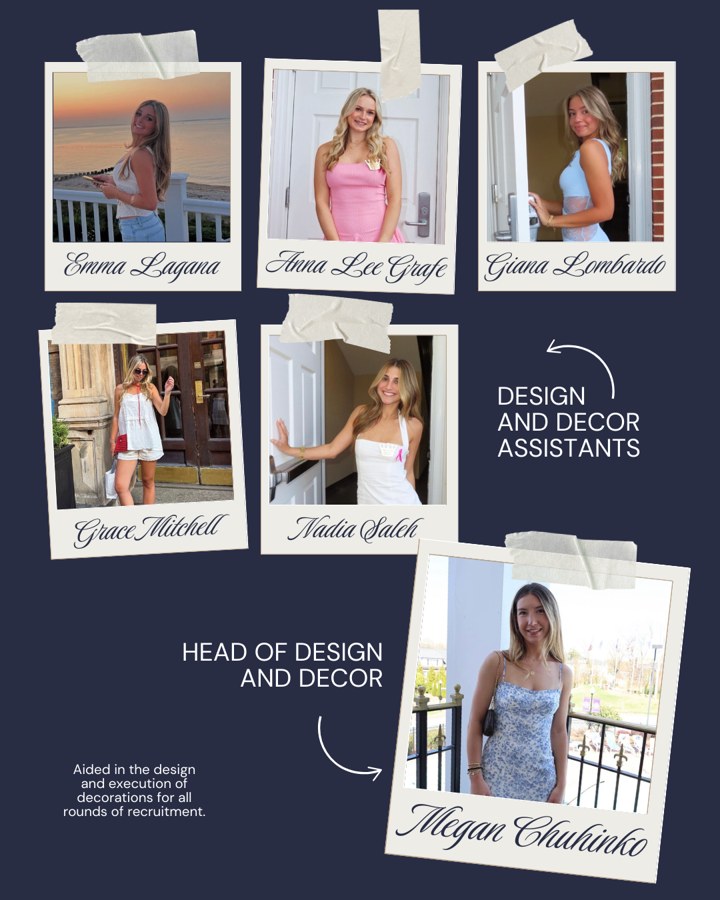 Emma Lagana
Anna Lee Grafe
Giana Lombardo
Grace Mitchell
Nadia Saleh
DESIGN
AND DECOR
ASSISTANTS
HEAD OF DESIGN
AND DECOR
Megan Chuhinko
Aided in the design
and execution of
decorations for all
rounds of recruitment.